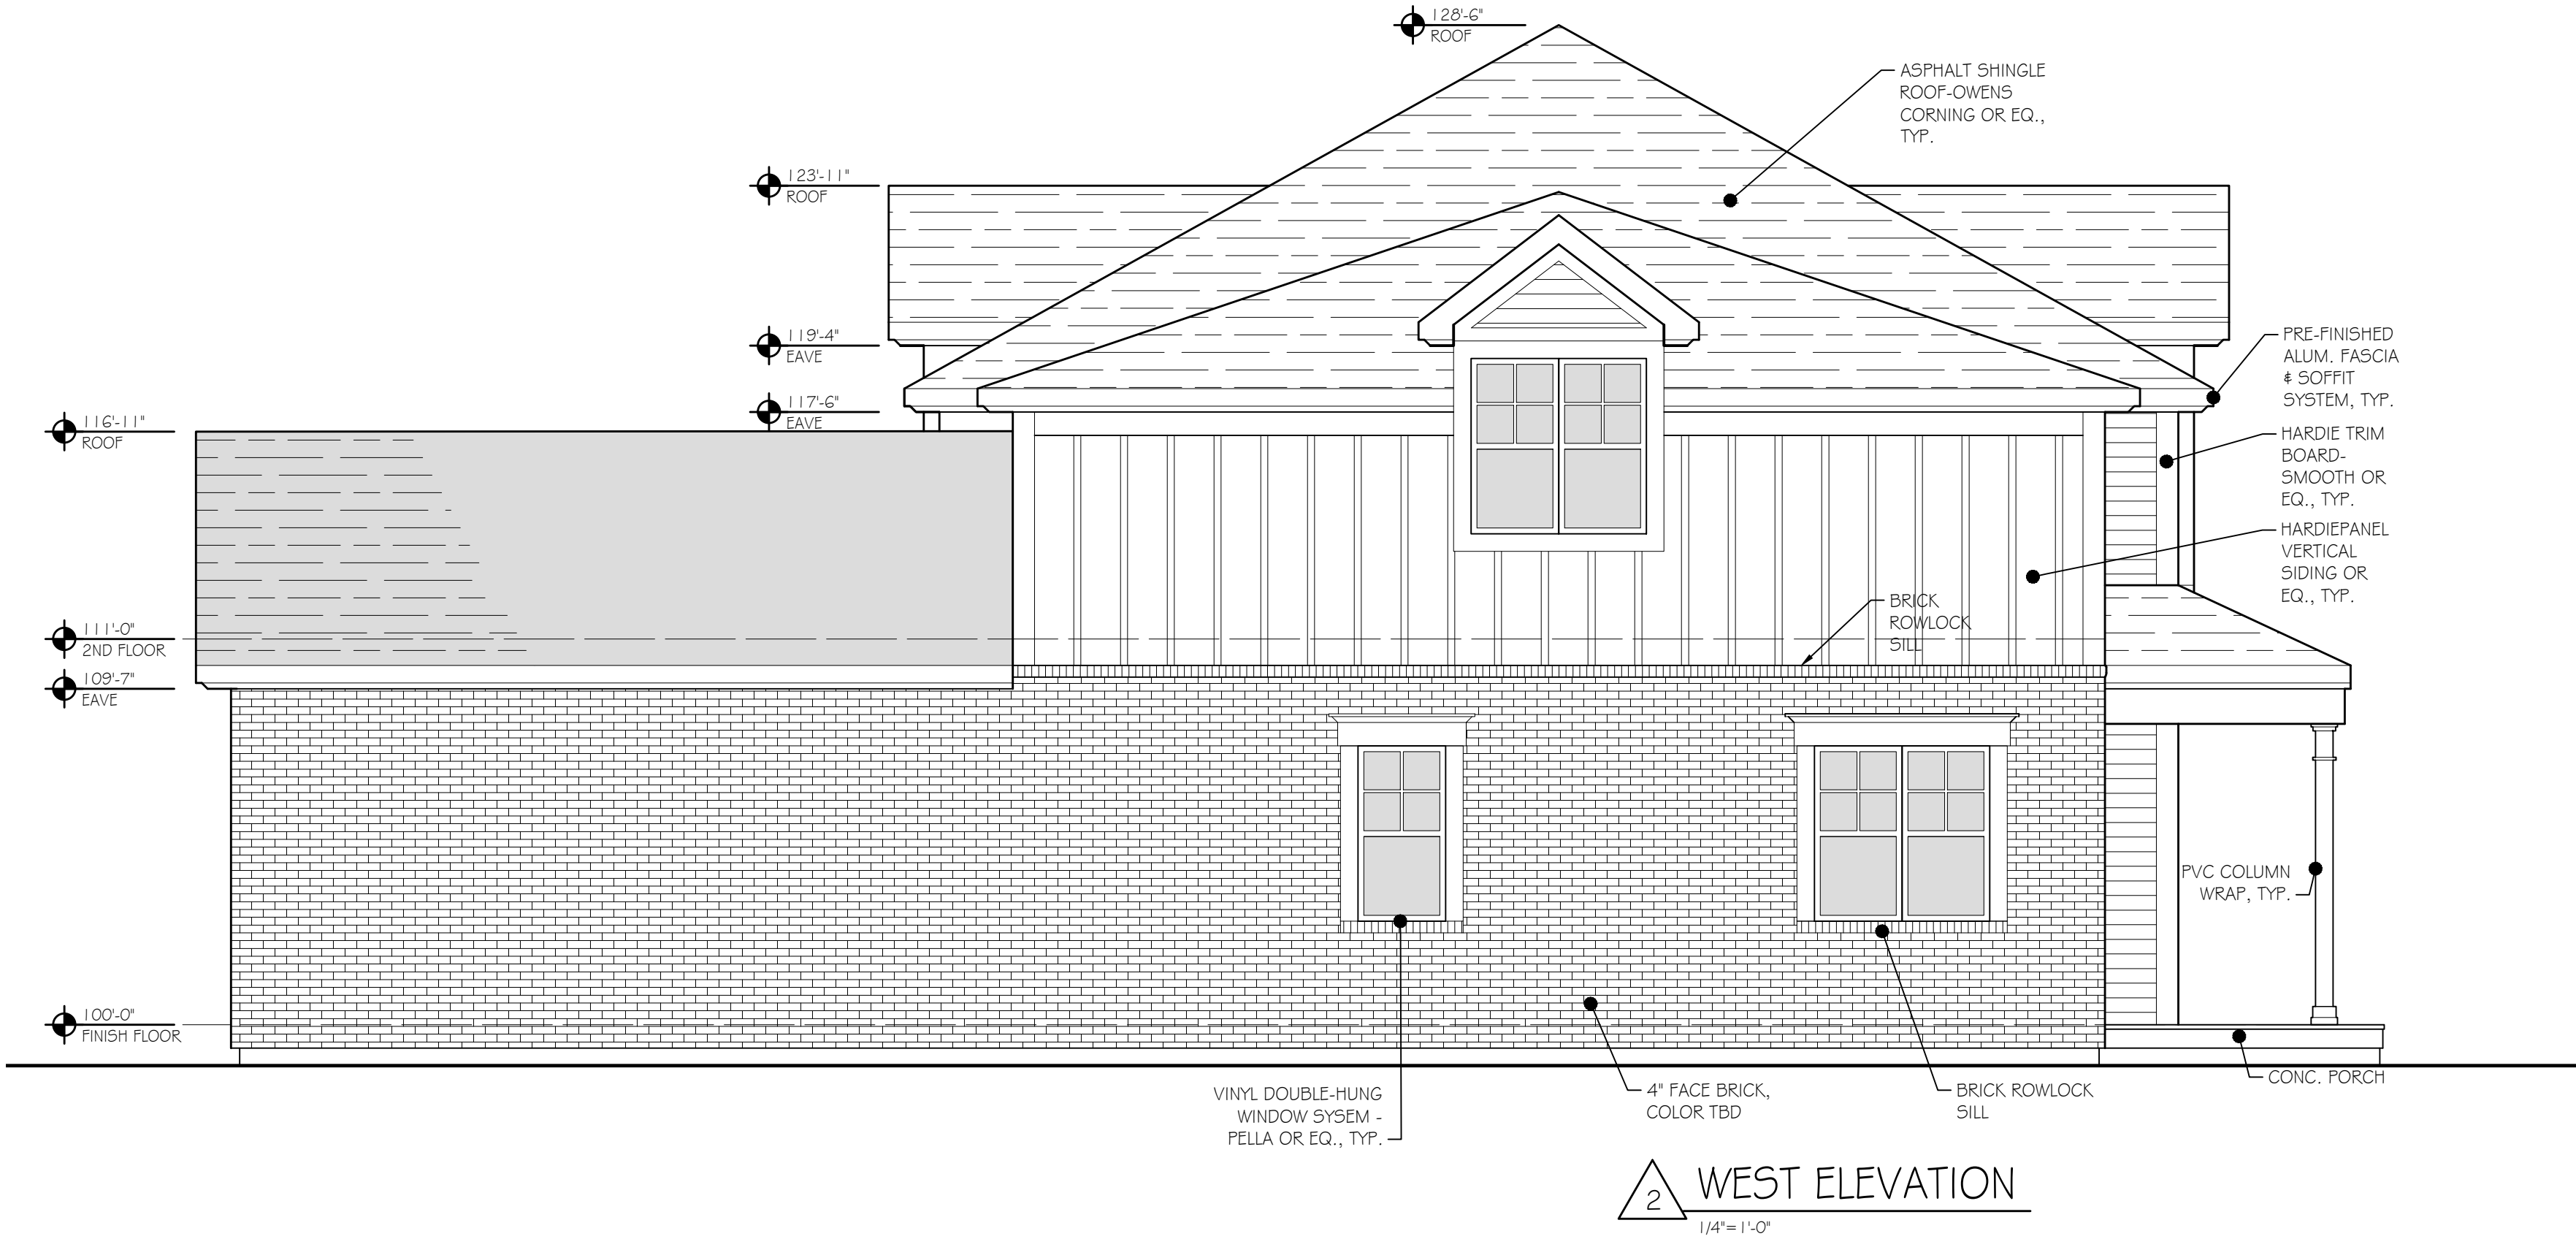 128'-6"
ROOF
ASPHALT SHINGLE
ROOF-OWENS
CORNING OR EQ.,
TYP.
123'-11"
ROOF
119'-4"
EAVE
117'-6"
EAVE
116'-11"
ROOF
PRE-FINISHED
ALUM. FASCIA
& SOFFIT
SYSTEM, TYP.
HARDIE TRIM
BOARD-
SMOOTH OR
EQ., TYP.
HARDIEPANEL
VERTICAL
SIDING OR
EQ., TYP.
BRICK
ROWLOCK
SILL
111'-0"
2ND FLOOR
109'-7"
EAVE
PVC COLUMN
WRAP, TYP.
100'-0"
FINISH FLOOR
VINYL DOUBLE-HUNG
WINDOW SYSEM -
PELLA OR EQ., TYP.
4" FACE BRICK,
COLOR TBD
BRICK ROWLOCK
SILL
CONC. PORCH
2 WEST ELEVATION
1/4"=1'-0"